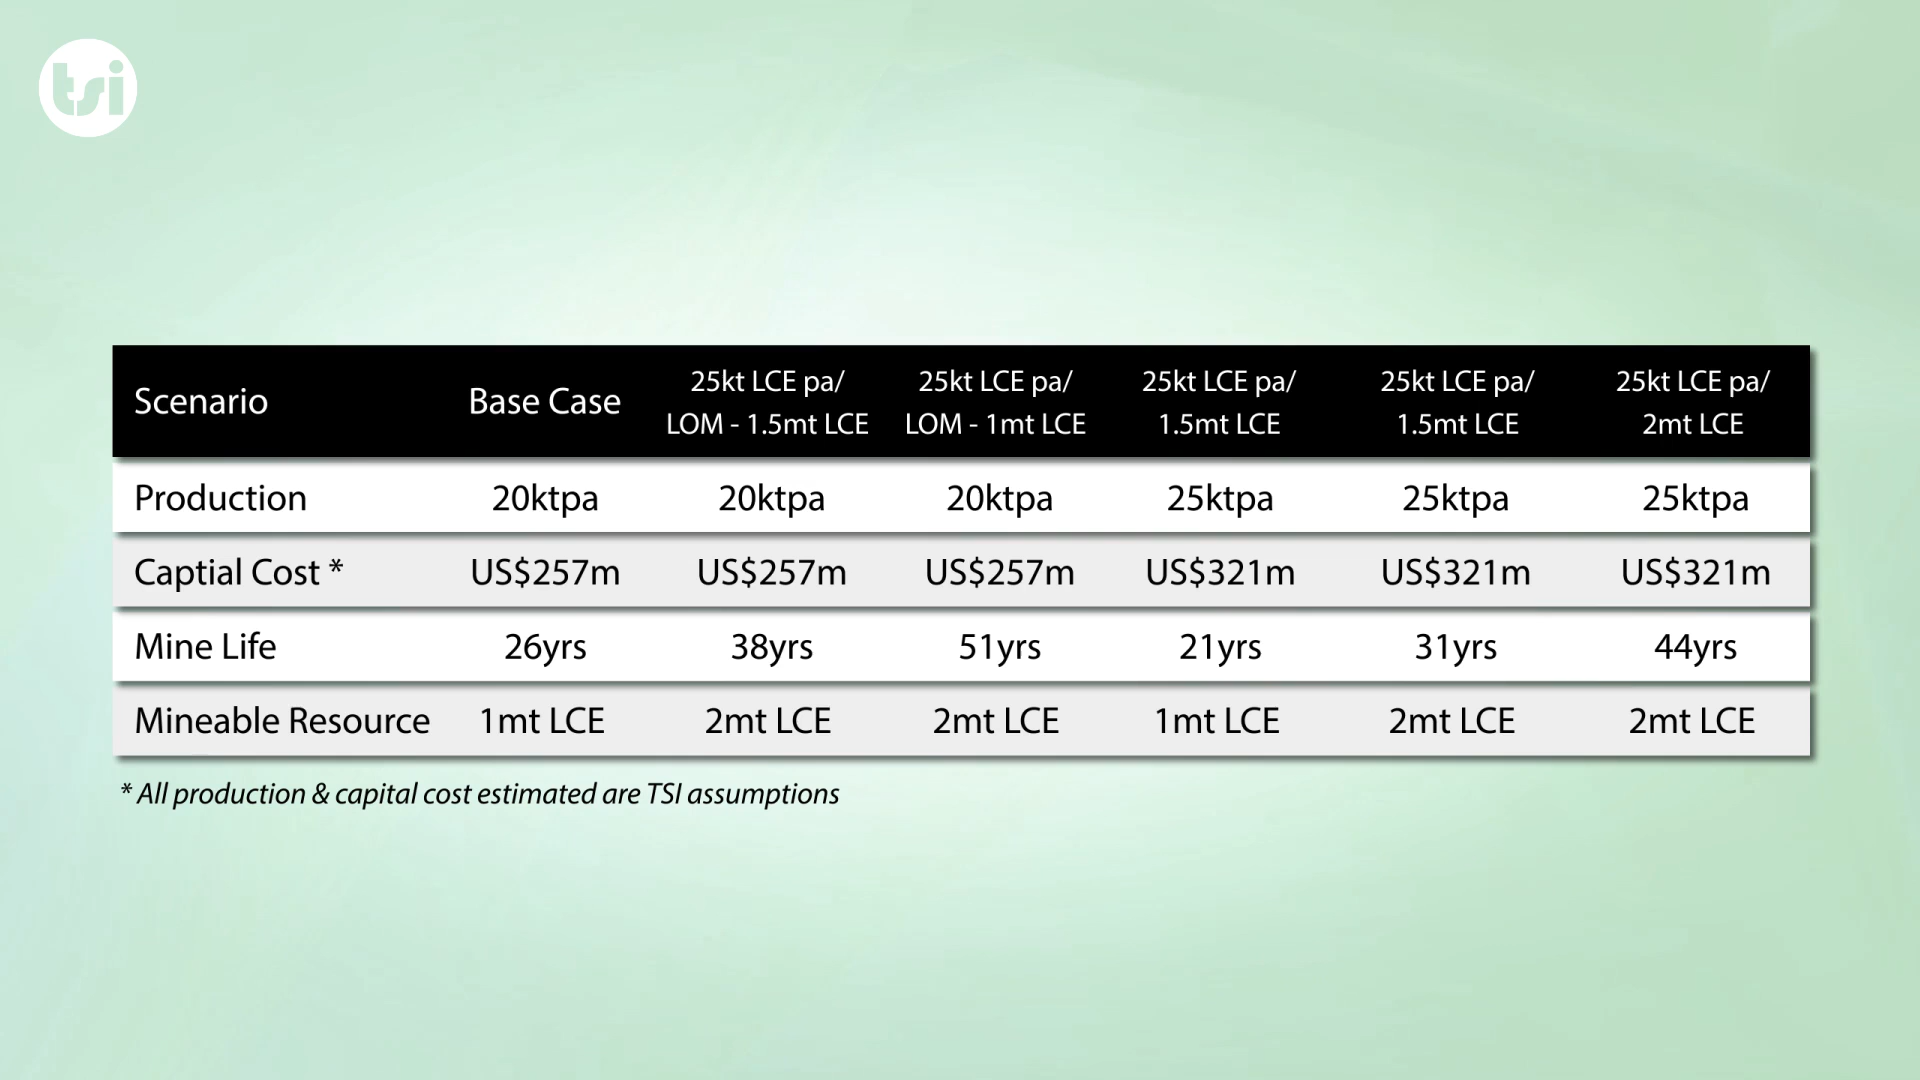 tsi
Scenario Base Case 25kt LCE pa/ LOM - 1.5mt LCE 25kt LCE pa/ LOM - 1mt LCE 25kt LCE pa/ 1.5mt LCE 25kt LCE pa/ 1.5mt LCE 25kt LCE pa/ 2mt LCE
Production 20ktpa 20ktpa 20ktpa 25ktpa 25ktpa 25ktpa
Captial Cost * US$257m US$257m US$257m US$321m US$321m US$321m
Mine Life 26yrs 38yrs 51yrs 21yrs 31yrs 44yrs
Mineable Resource 1mt LCE 2mt LCE 2mt LCE 1mt LCE 2mt LCE 2mt LCE
* All production & capital cost estimated are TSI assumptions